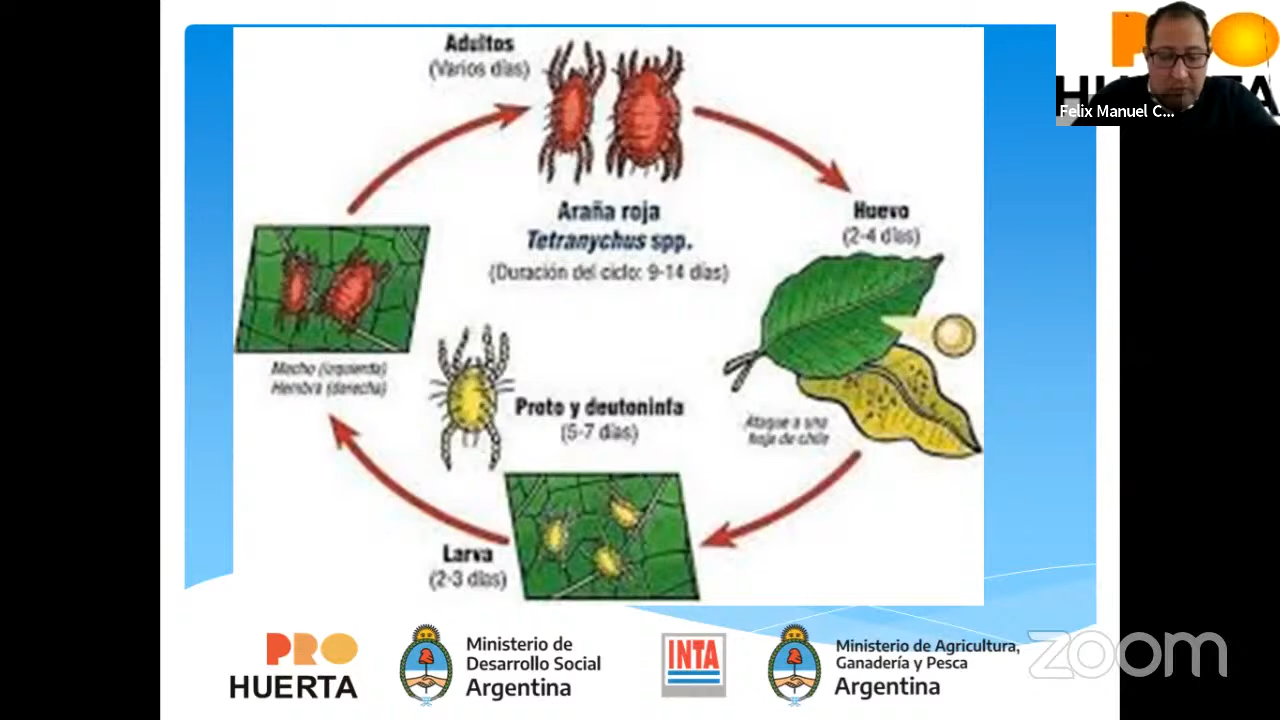 Adultos
(Varios días)
PRO
HUERTA
Felix Manuel C...
Araña roja
Tetranychus spp.
(Duración del ciclo: 9-14 días)
Huevo
(2-4 días)
Macho (izquierda)
Hembra (derecha)
Proto y deutoninfa
(5-7 días)
Ataque a una
hoja de chile
Larva
(2-3 días)
PRO
HUERTA
Ministerio de
Desarrollo Social
Argentina
INTA
Ministerio de Agricultura,
Ganadería y Pesca
Argentina
zoom